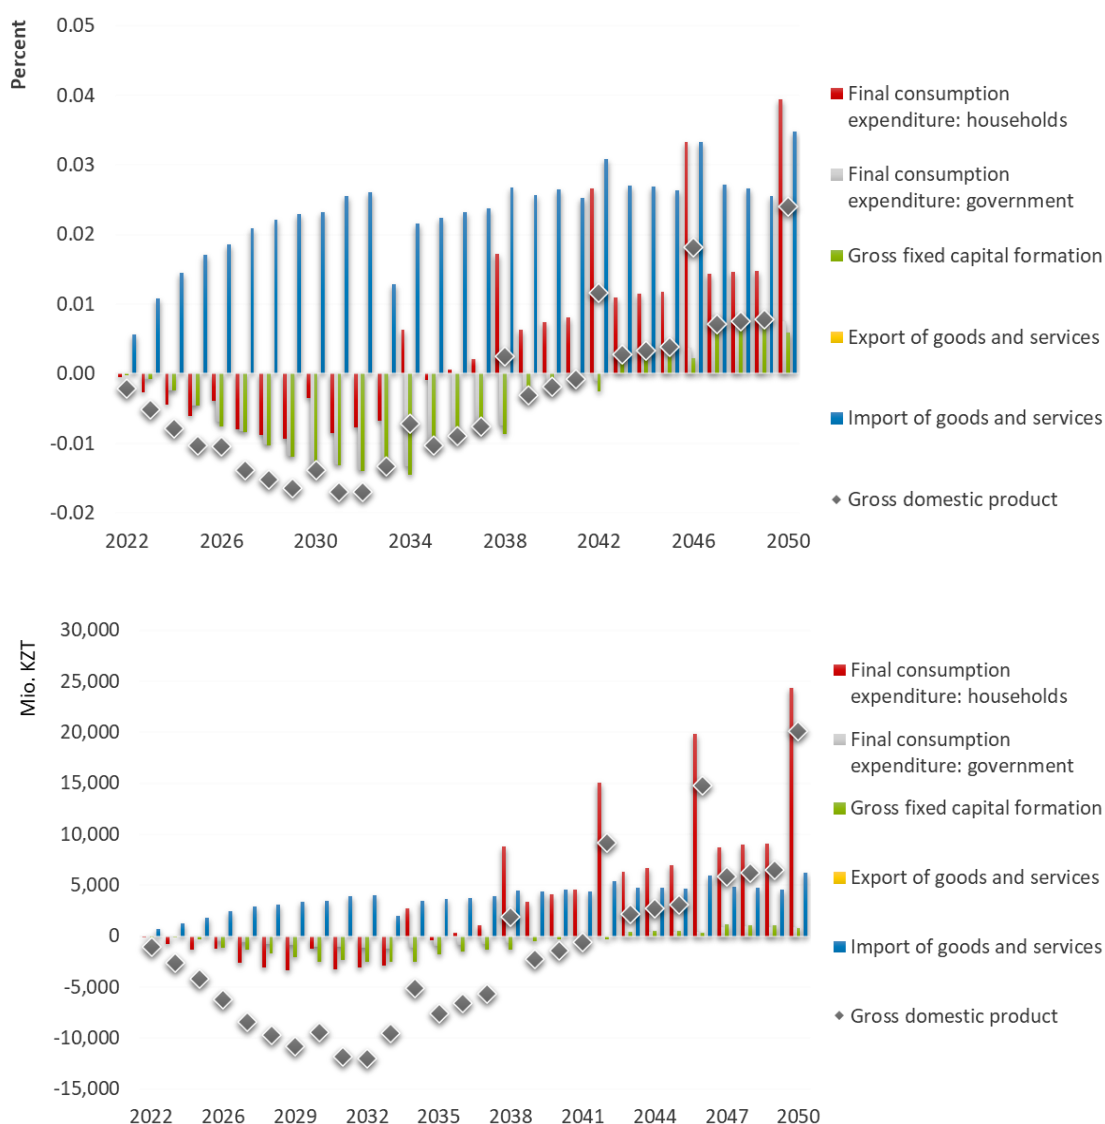 Percent
0.05
0.04
0.03
0.02
0.01
0.00
-0.01
-0.02
2022 2026 2030 2034 2038 2042 2046 2050
Final consumption
expenditure: households
Final consumption
expenditure: government
Gross fixed capital formation
Export of goods and services
Import of goods and services
Gross domestic product
Mio. KZT
30,000
25,000
20,000
15,000
10,000
5,000
0
-5,000
-10,000
-15,000
2022 2026 2029 2032 2035 2038 2041 2044 2047 2050
Final consumption
expenditure: households
Final consumption
expenditure: government
Gross fixed capital formation
Export of goods and services
Import of goods and services
Gross domestic product